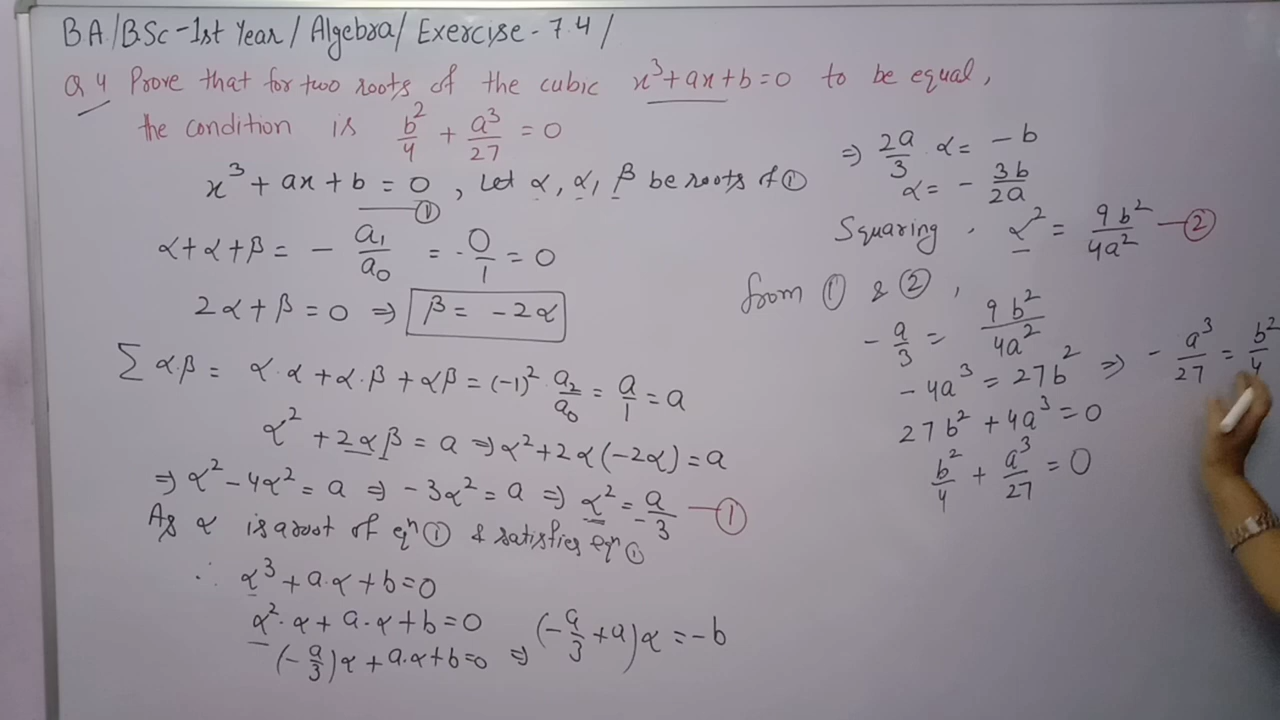 BA/BSc-1st Year/Algebra/Exercise-7.4/
Q 4 Prove that for two roots of the cubic x³+ax+b=0 to be equal,
the condition is b²/4 + a³/27 = 0
x³+ax+b=0, Let α, α, β be roots of ①
①
α+α+β = - a₁/a₀ = -0/1 = 0
2α+β=0 ⇒ β = -2α
∑αβ = α.α+α.β+αβ = (-1)² . a₂/a₀ = a/1 = a
α²+2αβ = a ⇒ α²+2α(-2α) = a
⇒ α²-4α² = a ⇒ -3α² = a ⇒ α² = -a/3 —①
As α is a root of eqⁿ ① & satisfies eqⁿ ①
∴ α³+a.α+b=0
α².α+a.α+b=0
(-a/3)α+a.α+b=0 ⇒ (-a/3+a)α = -b
⇒ 2a/3 . α = -b
α = - 3b/2a
Squaring, α² = 9b²/4a² —②
from ① & ②,
-a/3 = 9b²/4a²
-4a³ = 27b² ⇒ - a³/27 = b²/4
27b²+4a³=0
b²/4 + a³/27 = 0